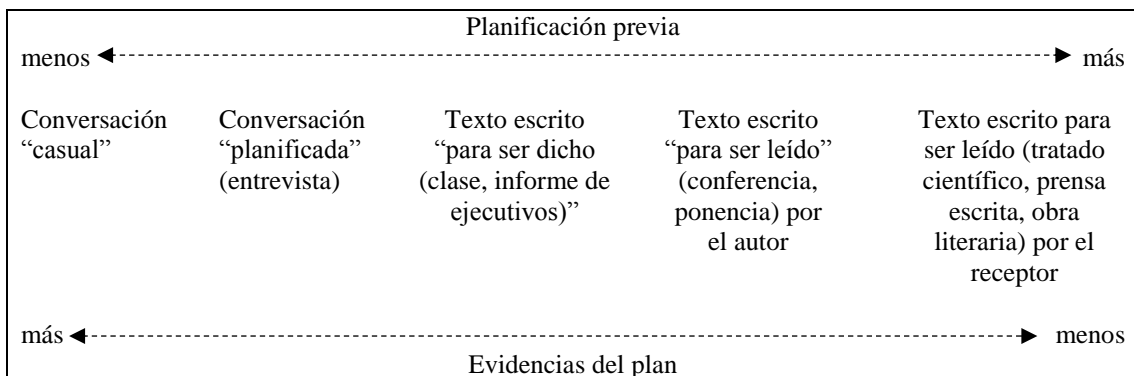 Planificación previa
menos más
Conversación “casual”
Conversación “planificada” (entrevista)
Texto escrito “para ser dicho (clase, informe de ejecutivos)”
Texto escrito “para ser leído” (conferencia, ponencia) por el autor
Texto escrito para ser leído (tratado científico, prensa escrita, obra literaria) por el receptor
más menos
Evidencias del plan